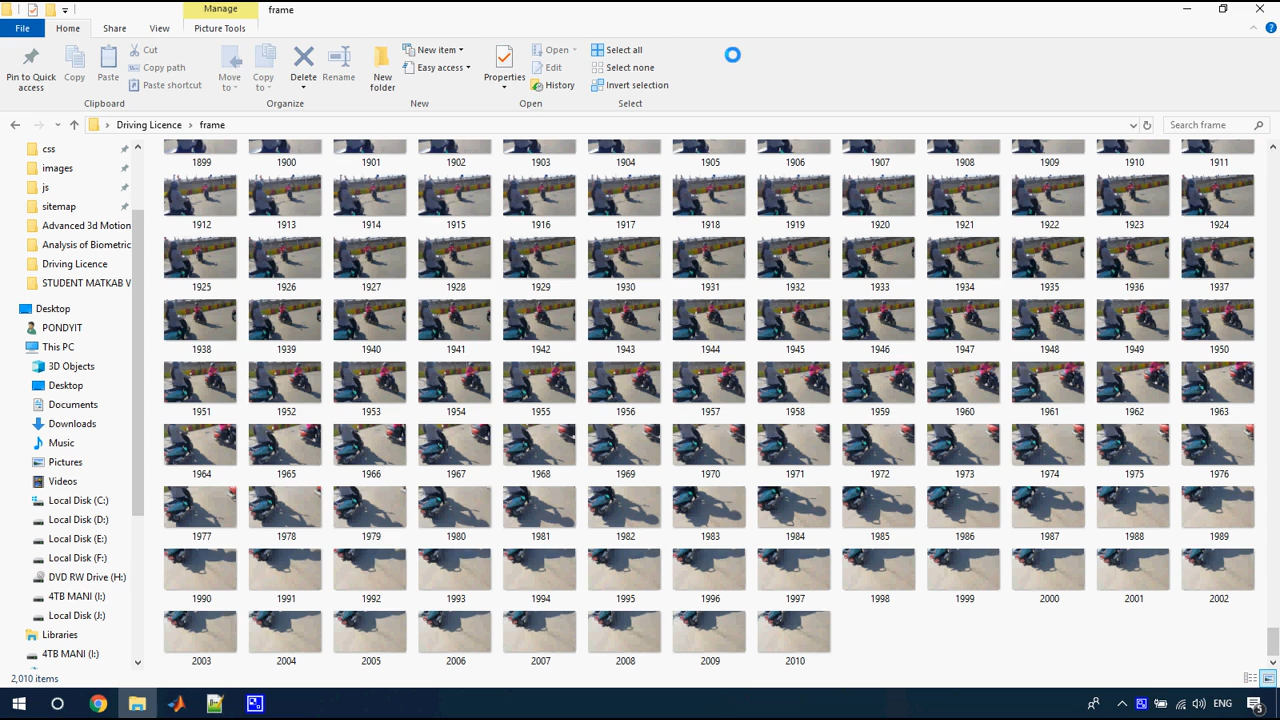 Manage
frame
File
Home
Share
View
Picture Tools
Pin to Quick access
Copy
Paste
Cut
Copy path
Paste shortcut
Clipboard
Move to
Copy to
Delete
Rename
Organize
New folder
New item
Easy access
New
Properties
Open
Edit
History
Open
Select all
Select none
Invert selection
Select
Driving Licence > frame
Search frame
css
images
js
sitemap
Advanced 3d Motion
Analysis of Biometric
Driving Licence
STUDENT MATKAB V
Desktop
PONDYIT
This PC
3D Objects
Desktop
Documents
Downloads
Music
Pictures
Videos
Local Disk (C:)
Local Disk (D:)
Local Disk (E:)
Local Disk (F:)
DVD RW Drive (H:)
4TB MANI (I:)
Local Disk (J:)
Libraries
4TB MANI (I:)
1899 1900 1901 1902 1903 1904 1905 1906 1907 1908 1909 1910 1911
1912 1913 1914 1915 1916 1917 1918 1919 1920 1921 1922 1923 1924
1925 1926 1927 1928 1929 1930 1931 1932 1933 1934 1935 1936 1937
1938 1939 1940 1941 1942 1943 1944 1945 1946 1947 1948 1949 1950
1951 1952 1953 1954 1955 1956 1957 1958 1959 1960 1961 1962 1963
1964 1965 1966 1967 1968 1969 1970 1971 1972 1973 1974 1975 1976
1977 1978 1979 1980 1981 1982 1983 1984 1985 1986 1987 1988 1989
1990 1991 1992 1993 1994 1995 1996 1997 1998 1999 2000 2001 2002
2003 2004 2005 2006 2007 2008 2009 2010
2,010 items
ENG